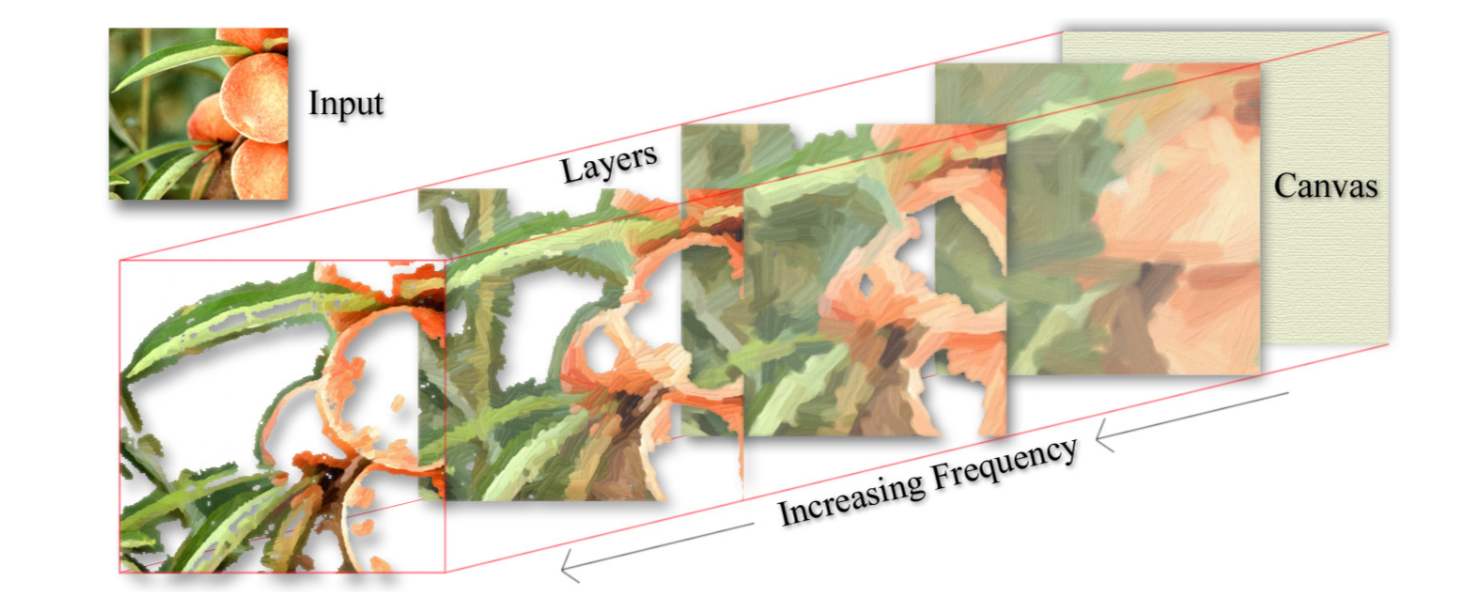 Input
Layers
Canvas
Increasing Frequency